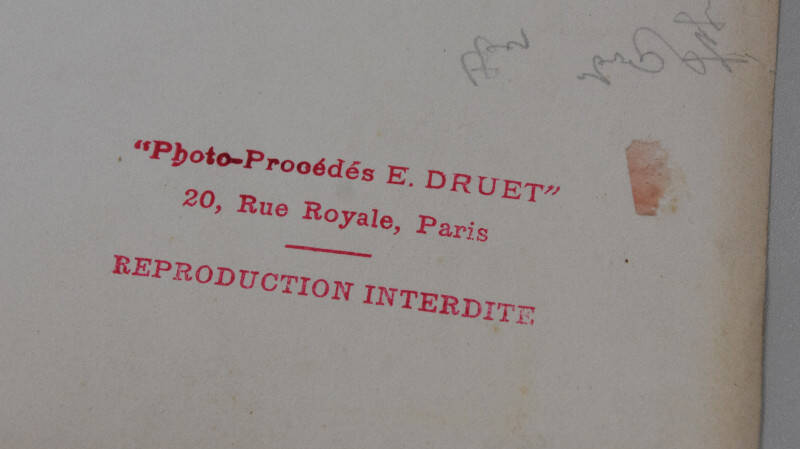 “Photo-Procédés E. DRUET”
20, Rue Royale, Paris
REPRODUCTION INTERDITE